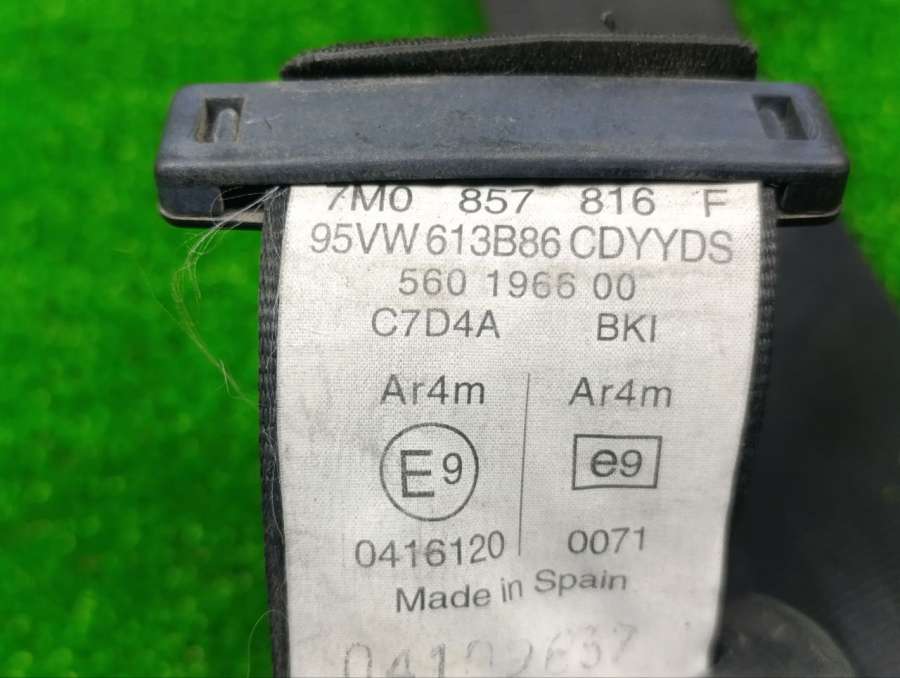 7M0 857 816 F
95VW 613B86 CDYYDS
560 1966 00
C7D4A BKI
Ar4m Ar4m
E9 e9
0416120 0071
Made in Spain